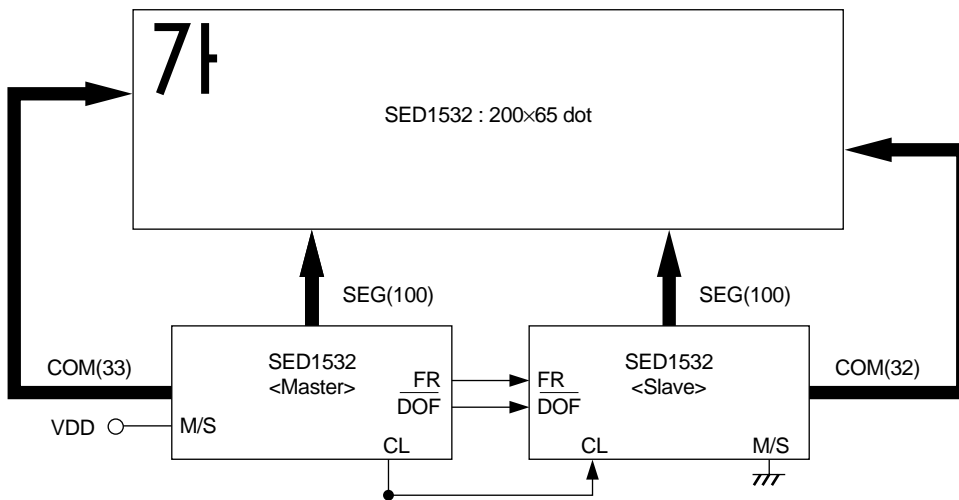 가
SED1532 : 200×65 dot
SEG(100)
SEG(100)
COM(33)
SED1532
<Master>
FR
DOF
M/S
CL
VDD
SED1532
<Slave>
FR
DOF
CL
M/S
COM(32)